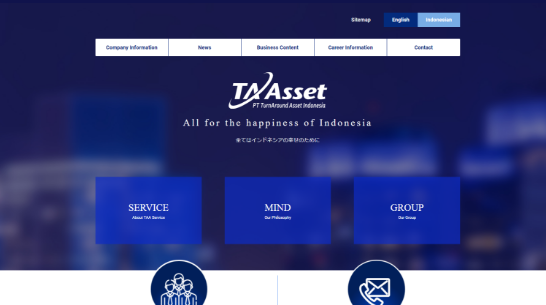 Sitemap
English
Indonesian
Company Information
News
Business Content
Career Information
Contact
TAAsset
PT TurnAround Asset Indonesia
All for the happiness of Indonesia
全てはインドネシアの幸せのために
SERVICE
About TAA Service
MIND
Our Philosophy
GROUP
Our Group